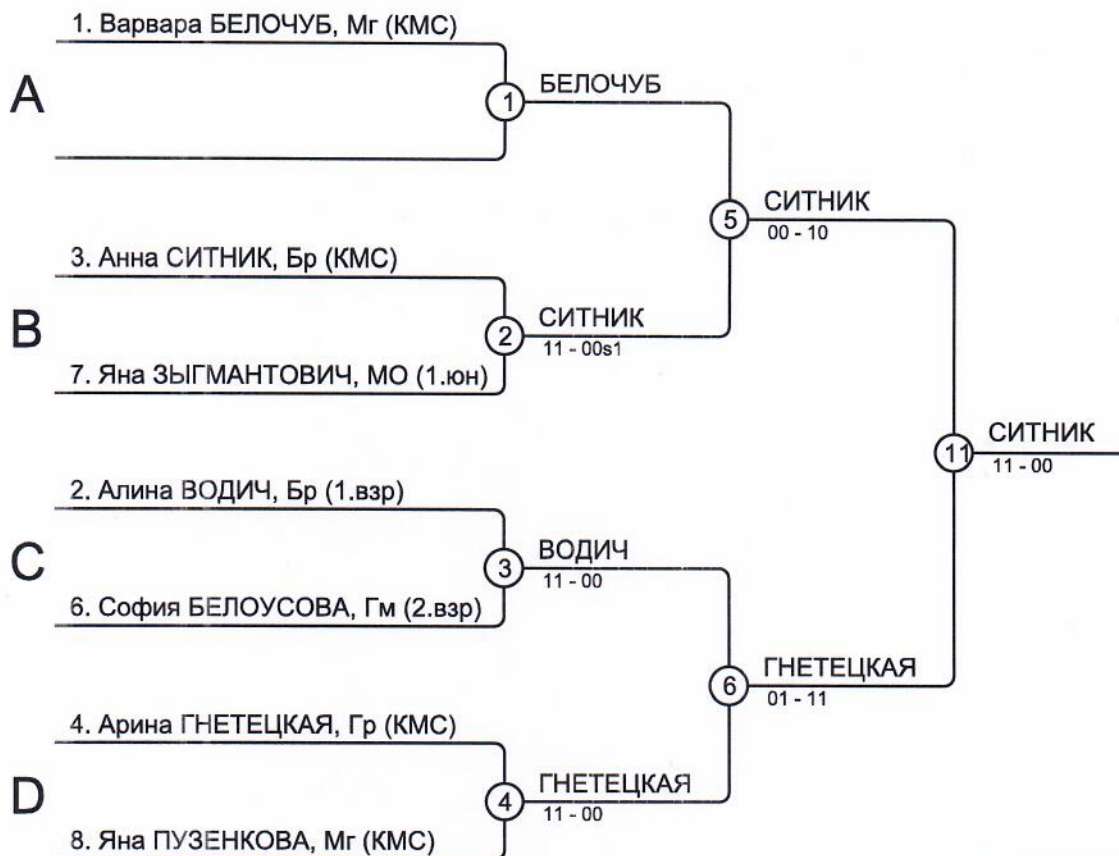 1. Варвара БЕЛОЧУБ, Мг (КМС)
A
1
БЕЛОЧУБ
5
СИТНИК
00 - 10
3. Анна СИТНИК, Бр (КМС)
B
2
СИТНИК
11 - 00s1
7. Яна ЗЫГМАНТОВИЧ, МО (1.юн)
11
СИТНИК
11 - 00
2. Алина ВОДИЧ, Бр (1.взр)
C
3
ВОДИЧ
11 - 00
6. София БЕЛОУСОВА, Гм (2.взр)
6
ГНЕТЕЦКАЯ
01 - 11
4. Арина ГНЕТЕЦКАЯ, Гр (КМС)
D
4
ГНЕТЕЦКАЯ
11 - 00
8. Яна ПУЗЕНКОВА, Мг (КМС)